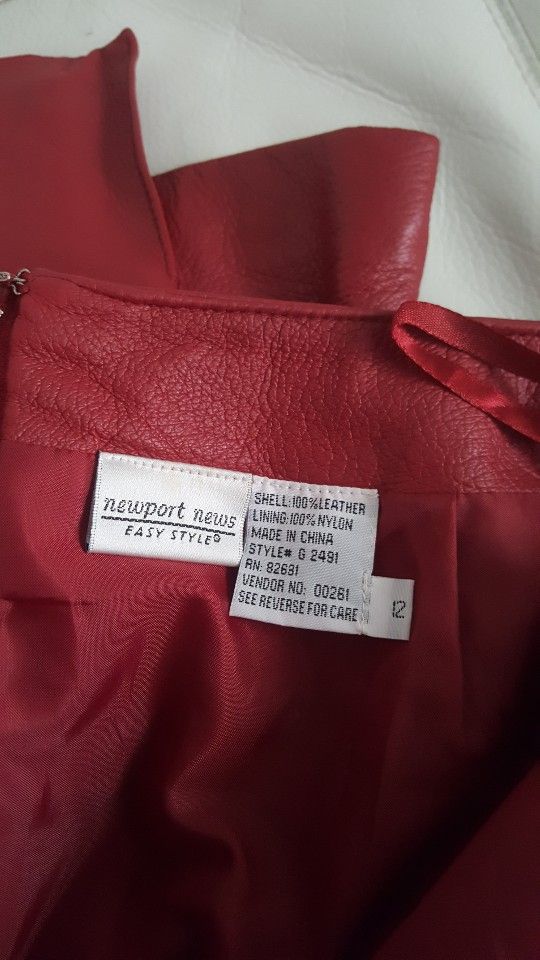 newport news
EASY STYLE®
SHELL:100%LEATHER
LINING:100%NYLON
MADE IN CHINA
STYLE# G 2491
RN: 82631
VENDOR NO: 00261
SEE REVERSE FOR CARE
12